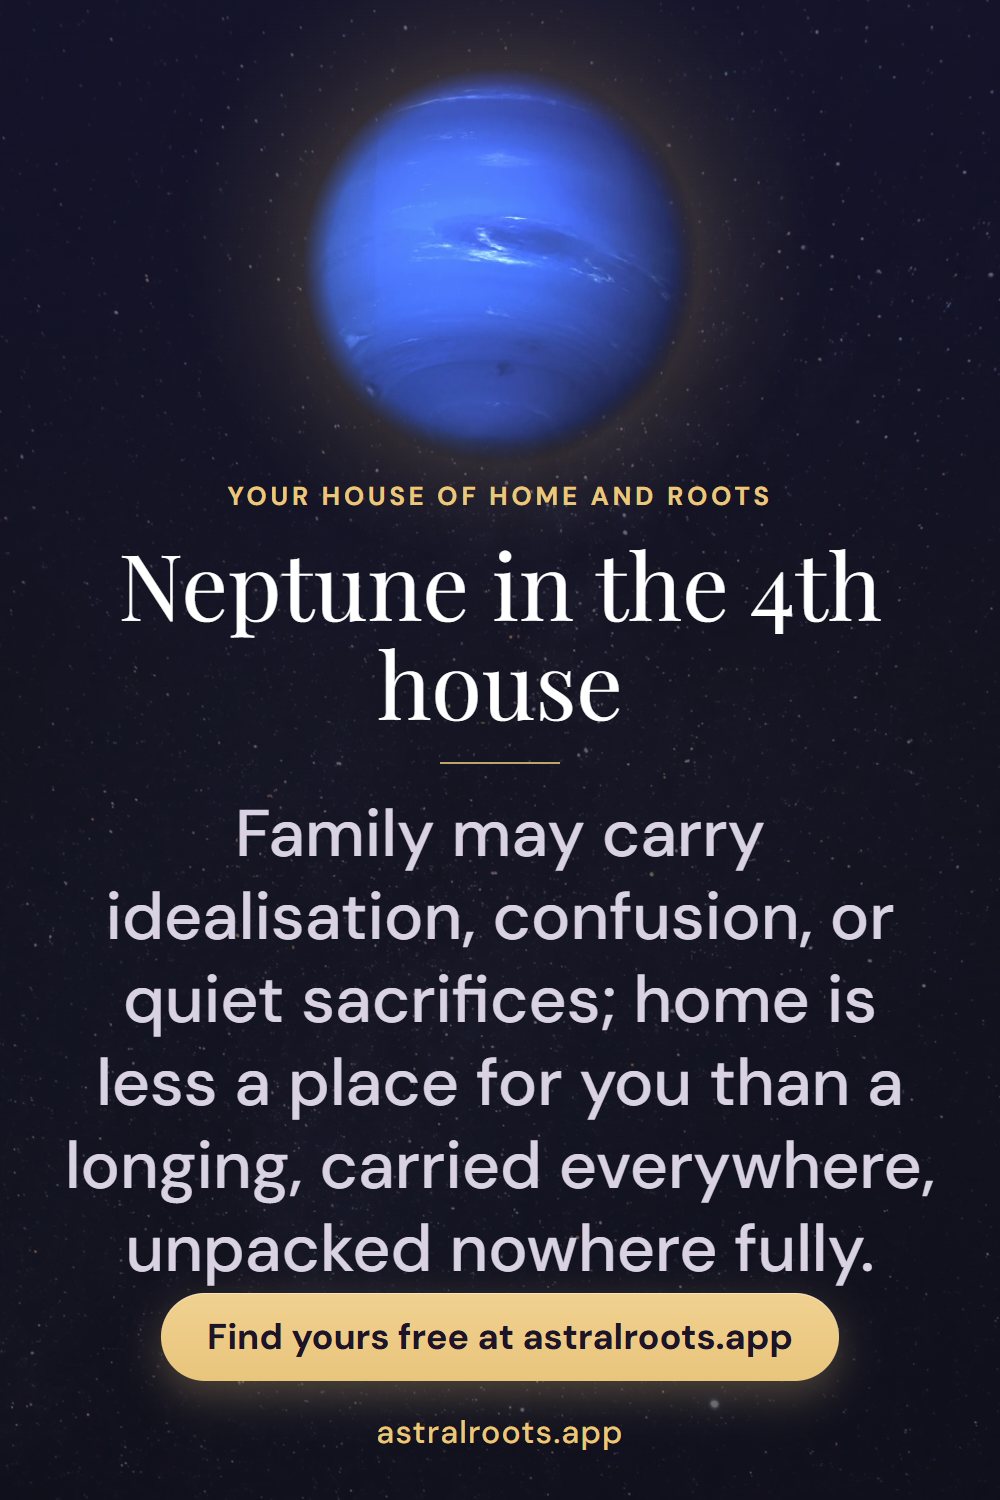 YOUR HOUSE OF HOME AND ROOTS
Neptune in the 4th
house
Family may carry
idealisation, confusion, or
quiet sacrifices; home is
less a place for you than a
longing, carried everywhere,
unpacked nowhere fully.
Find yours free at astralroots.app
astralroots.app